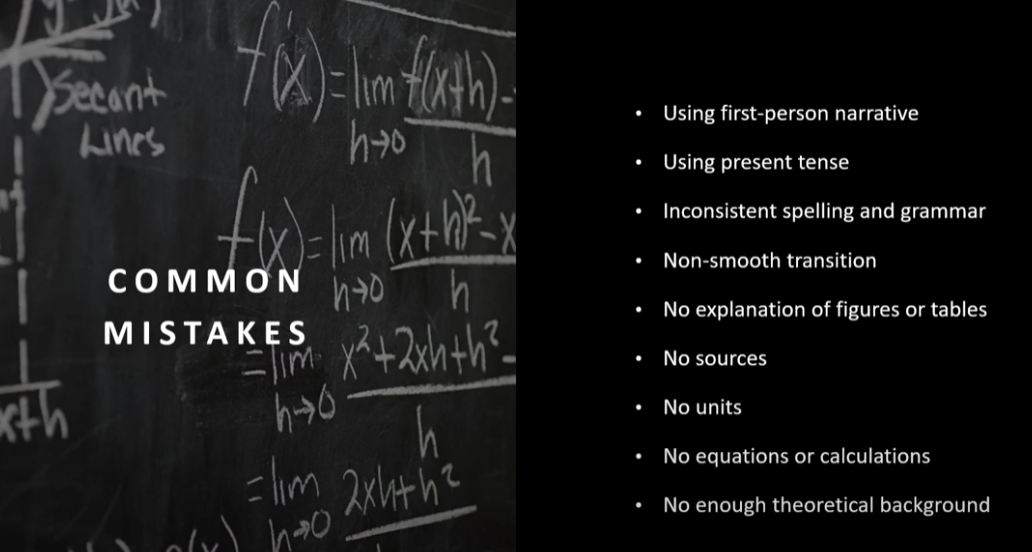 Secant
Lines
f(x)=lim f(x+h)-
h→0 h
f(x)=lim (x+h)²-x
h→0 h
COMMON
MISTAKES
=lim x²+2xh+h²-
h→0 h
x+h
=lim 2xh+h²
h→0
• Using first-person narrative
• Using present tense
• Inconsistent spelling and grammar
• Non-smooth transition
• No explanation of figures or tables
• No sources
• No units
• No equations or calculations
• No enough theoretical background